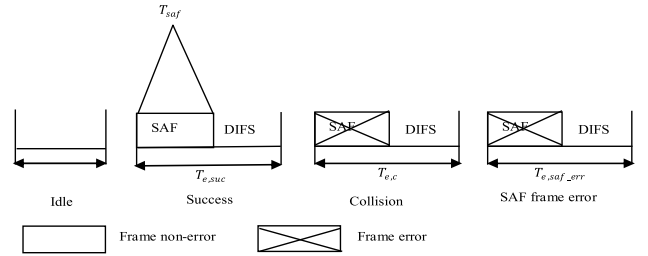 T_saf
SAF DIFS SAF DIFS SAF DIFS
T_e,suc T_e,c T_e,saf_err
Idle Success Collision SAF frame error
Frame non-error Frame error